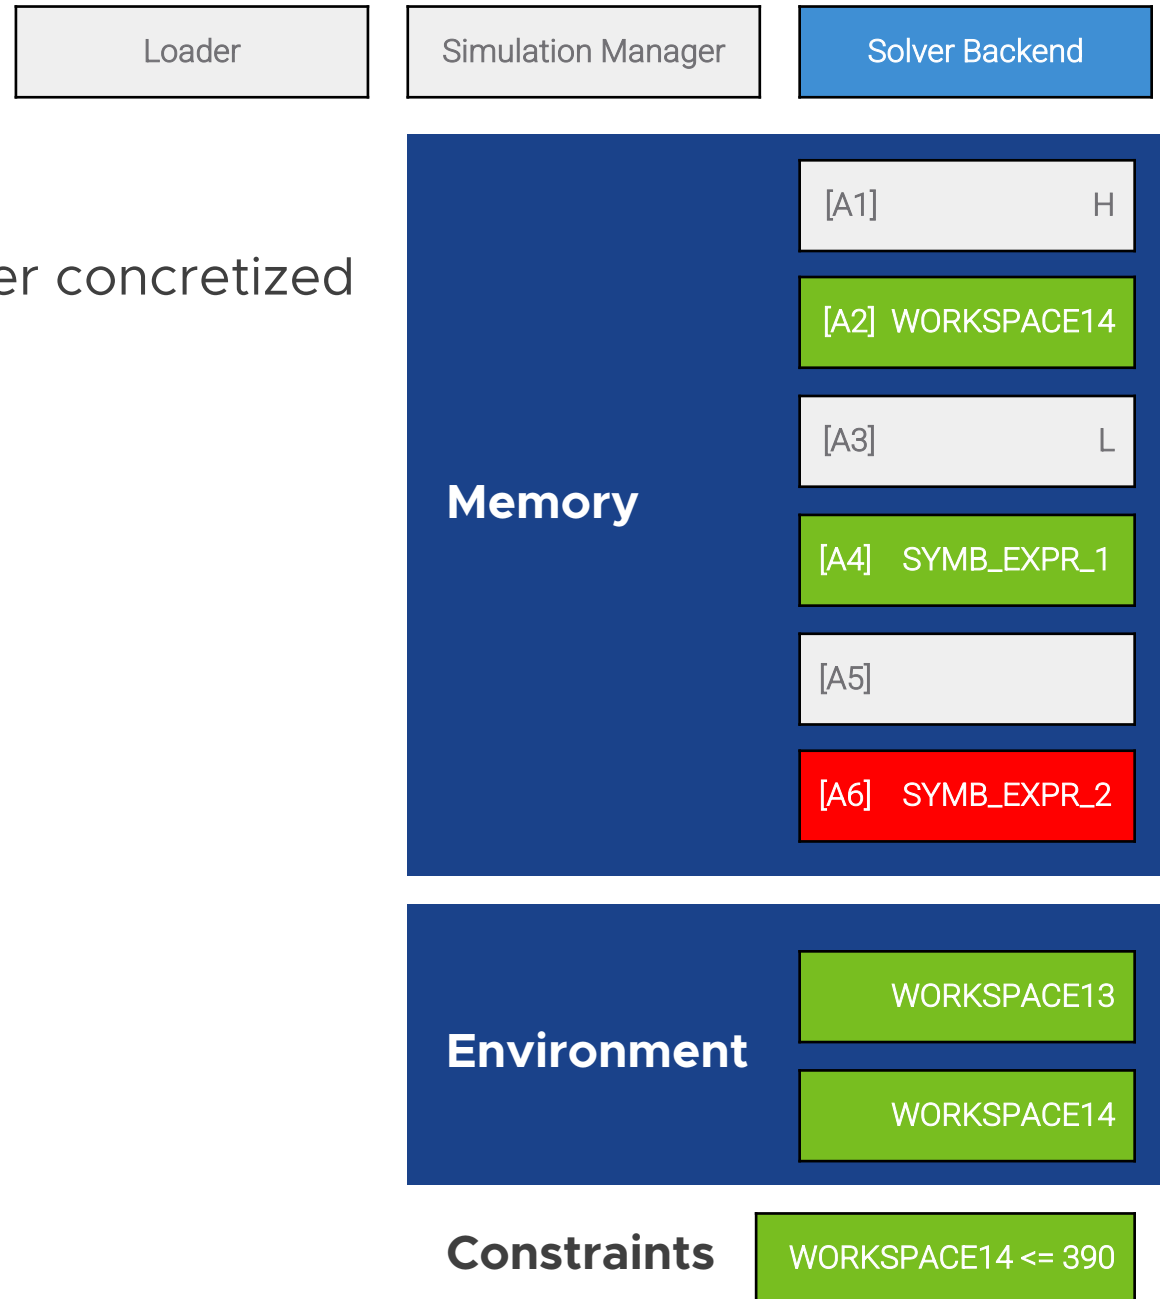 Loader
Simulation Manager
Solver Backend
er concretized
Memory
[A1] H
[A2] WORKSPACE14
[A3] L
[A4] SYMB_EXPR_1
[A5]
[A6] SYMB_EXPR_2
Environment
WORKSPACE13
WORKSPACE14
Constraints
WORKSPACE14 <= 390